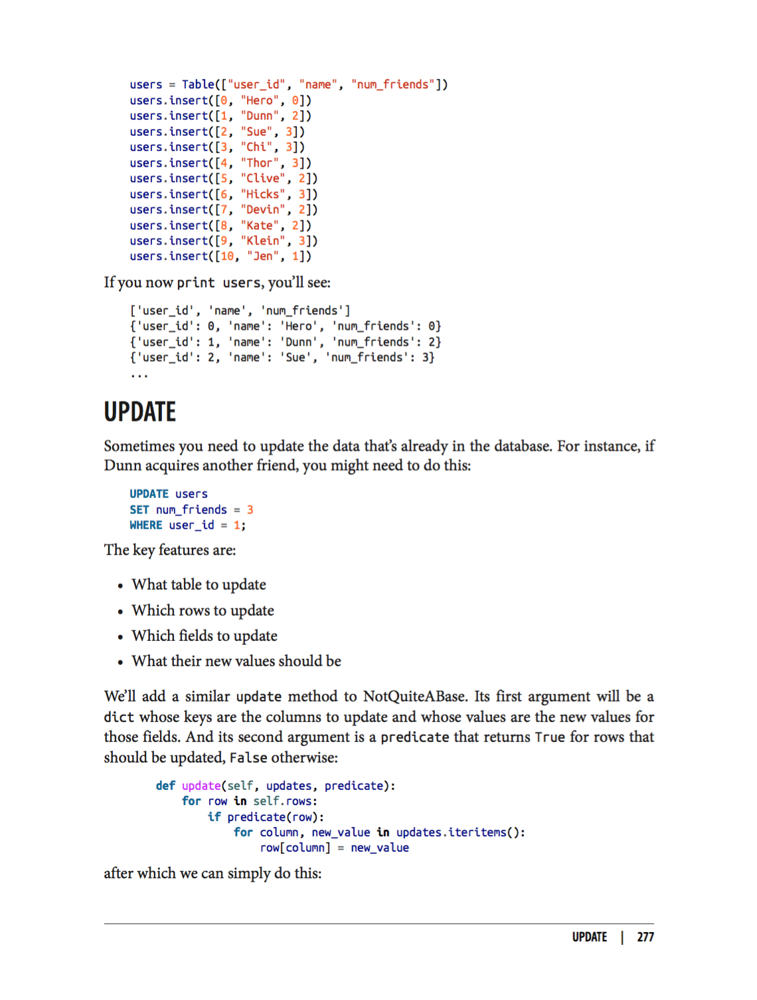 users = Table(["user_id", "name", "num_friends"])
users.insert([0, "Hero", 0])
users.insert([1, "Dunn", 2])
users.insert([2, "Sue", 3])
users.insert([3, "Chi", 3])
users.insert([4, "Thor", 3])
users.insert([5, "Clive", 2])
users.insert([6, "Hicks", 3])
users.insert([7, "Devin", 2])
users.insert([8, "Kate", 2])
users.insert([9, "Klein", 3])
users.insert([10, "Jen", 1])
If you now print users, you’ll see:
['user_id', 'name', 'num_friends']
{'user_id': 0, 'name': 'Hero', 'num_friends': 0}
{'user_id': 1, 'name': 'Dunn', 'num_friends': 2}
{'user_id': 2, 'name': 'Sue', 'num_friends': 3}
...
UPDATE
Sometimes you need to update the data that’s already in the database. For instance, if
Dunn acquires another friend, you might need to do this:
UPDATE users
SET num_friends = 3
WHERE user_id = 1;
The key features are:
• What table to update
• Which rows to update
• Which fields to update
• What their new values should be
We’ll add a similar update method to NotQuiteABase. Its first argument will be a
dict whose keys are the columns to update and whose values are the new values for
those fields. And its second argument is a predicate that returns True for rows that
should be updated, False otherwise:
def update(self, updates, predicate):
for row in self.rows:
if predicate(row):
for column, new_value in updates.iteritems():
row[column] = new_value
after which we can simply do this:
UPDATE | 277